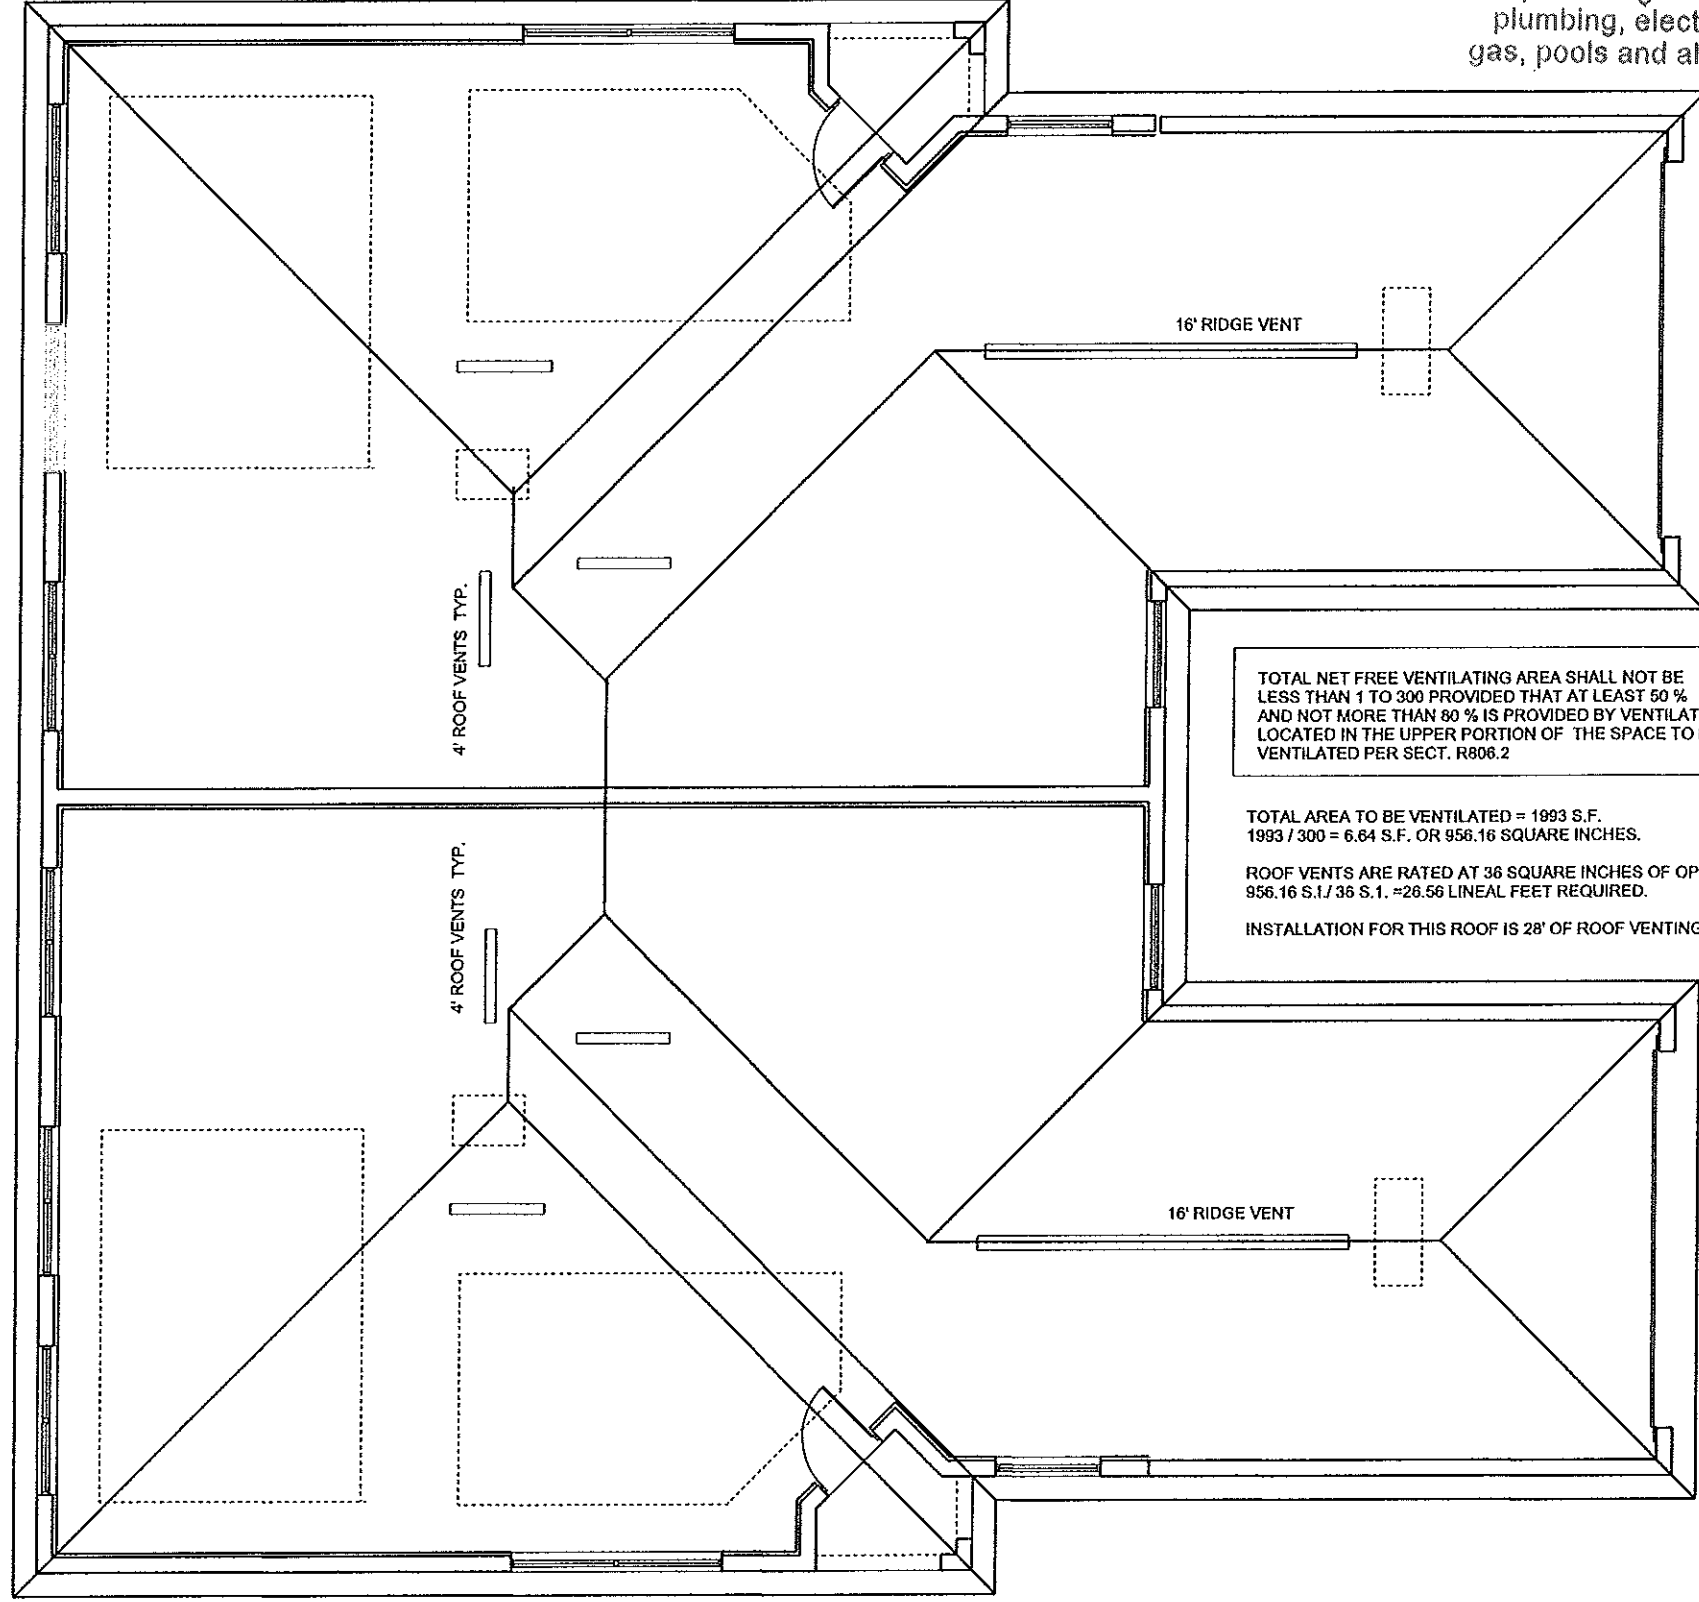 plumbing, elect
gas, pools and al
16' RIDGE VENT
4' ROOF VENTS TYP.
TOTAL NET FREE VENTILATING AREA SHALL NOT BE
LESS THAN 1 TO 300 PROVIDED THAT AT LEAST 50 %
AND NOT MORE THAN 80 % IS PROVIDED BY VENTILAT
LOCATED IN THE UPPER PORTION OF THE SPACE TO
VENTILATED PER SECT. R806.2
TOTAL AREA TO BE VENTILATED = 1993 S.F.
1993 / 300 = 6.64 S.F. OR 956.16 SQUARE INCHES.
ROOF VENTS ARE RATED AT 36 SQUARE INCHES OF OP
956.16 S.I./ 36 S.1. =26.56 LINEAL FEET REQUIRED.
INSTALLATION FOR THIS ROOF IS 28' OF ROOF VENTING
4' ROOF VENTS TYP.
16' RIDGE VENT